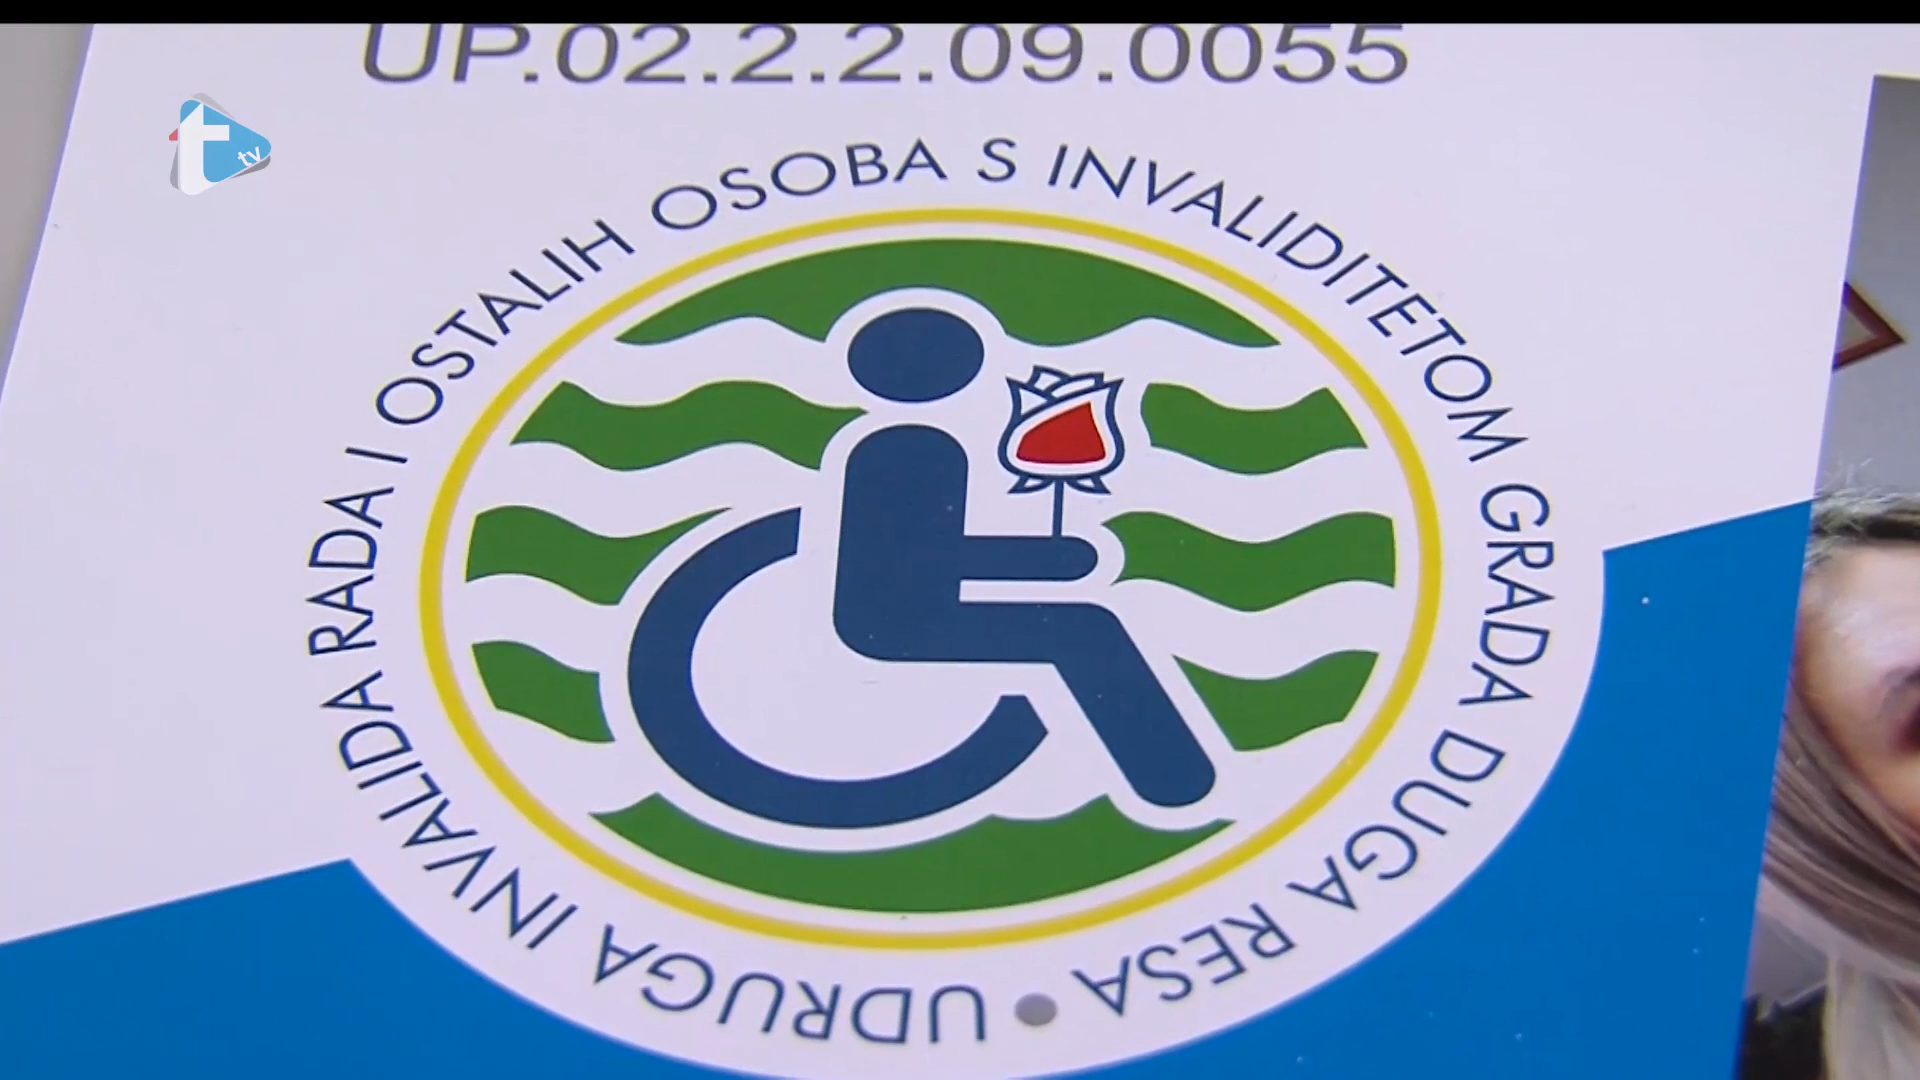 UP.02.2.2.09.0055
t tv
UDRUGA INVALIDA RADA I OSTALIH OSOBA S INVALIDITETOM GRADA DUGA RESA •